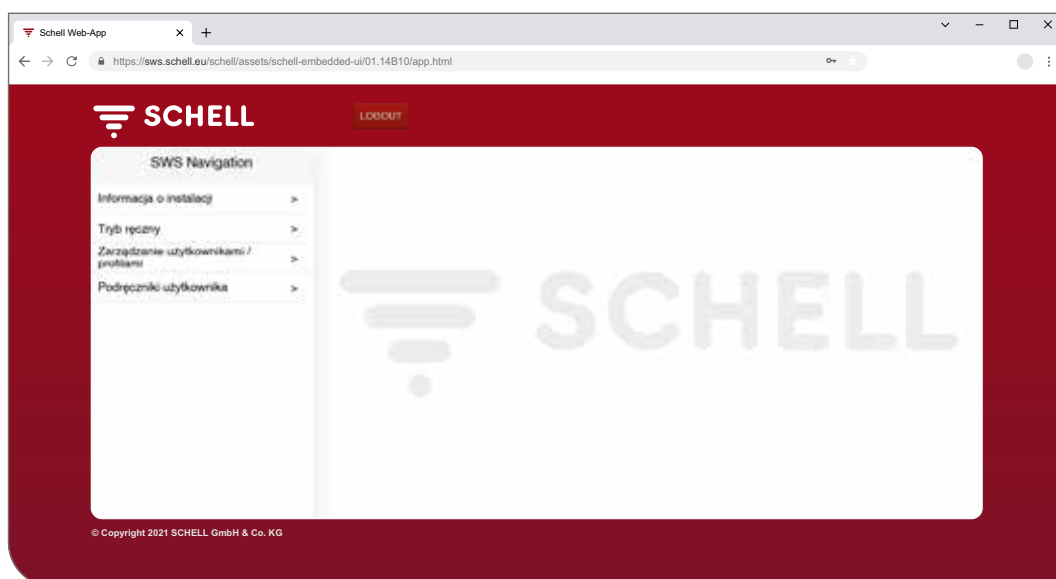 Schell Web-App
https://sws.schell.eu/schell/assets/schell-embedded-ui/01.14B10/app.html
SCHELL
LOGOUT
SWS Navigation
Informacja o instalacji >
Tryb ręczny >
Zarządzanie użytkownikami /
profilami >
Podręczniki użytkownika >
SCHELL
© Copyright 2021 SCHELL GmbH & Co. KG